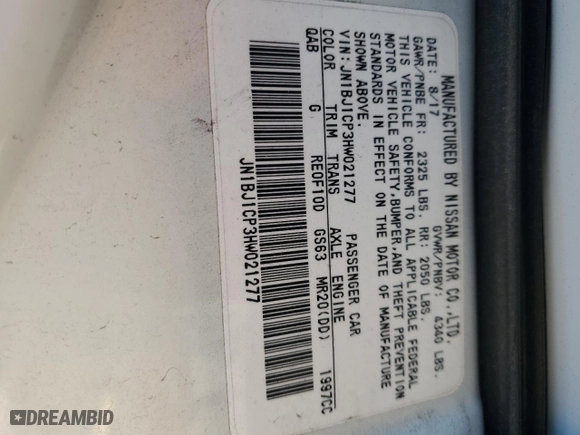 MANUFACTURED BY NISSAN MOTOR CO.,LTD.
DATE: 8/17 GVWR/PNBV: 4340 LBS.
GAWR/PNBE FR: 2325 LBS. RR: 2050 LBS.
THIS VEHICLE CONFORMS TO ALL APPLICABLE FEDERAL
MOTOR VEHICLE SAFETY,BUMPER,AND THEFT PREVENTION
STANDARDS IN EFFECT ON THE DATE OF MANUFACTURE
SHOWN ABOVE.
VIN:JN1BJ1CP3HW021277 PASSENGER CAR
COLOR TRIM TRANS AXLE ENGINE
QAB G RE0F10D GS63 MR20(DD) 1997CC
JN1BJ1CP3HW021277
DREAMBID